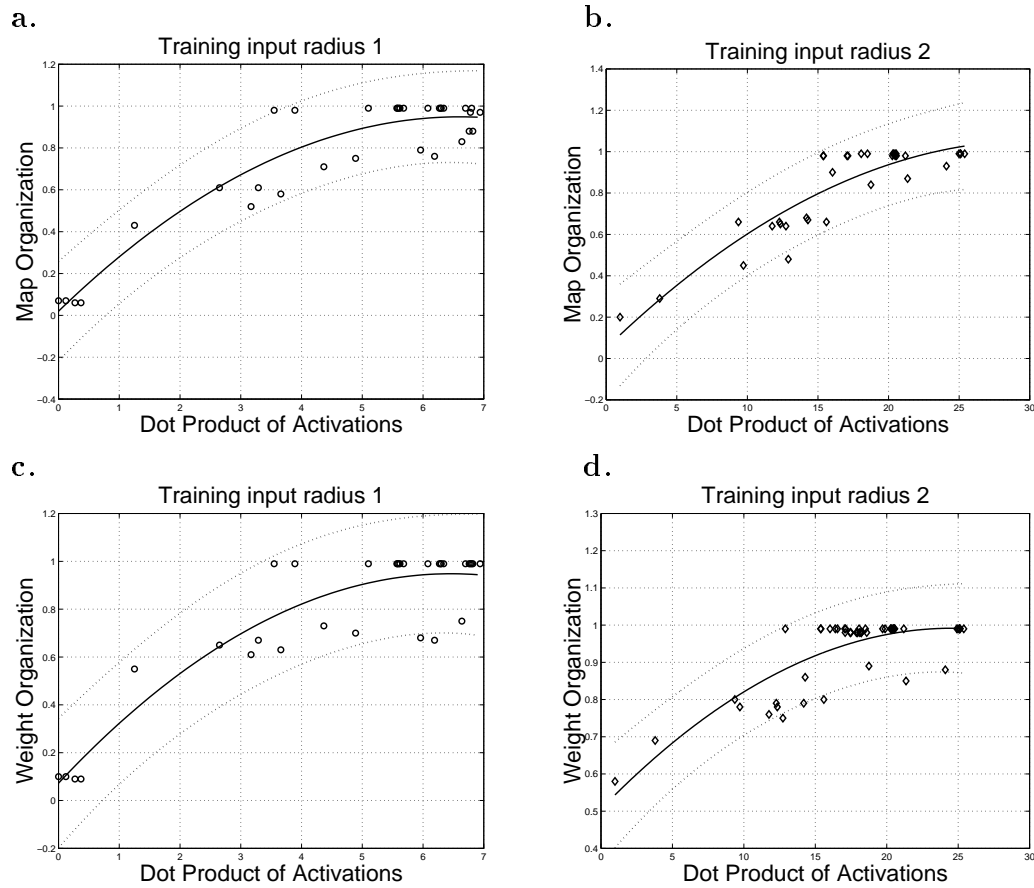 a.
Training input radius 1
1.2
1
0.8
0.6
0.4
0.2
0
−0.2
−0.4
0 1 2 3 4 5 6 7
Map Organization
Dot Product of Activations
b.
Training input radius 2
1.4
1.2
1
0.8
0.6
0.4
0.2
0
−0.2
0 5 10 15 20 25 30
Map Organization
Dot Product of Activations
c.
Training input radius 1
1.2
1
0.8
0.6
0.4
0.2
0
−0.2
0 1 2 3 4 5 6 7
Weight Organization
Dot Product of Activations
d.
Training input radius 2
1.3
1.2
1.1
1
0.9
0.8
0.7
0.6
0.5
0.4
0 5 10 15 20 25 30
Weight Organization
Dot Product of Activations